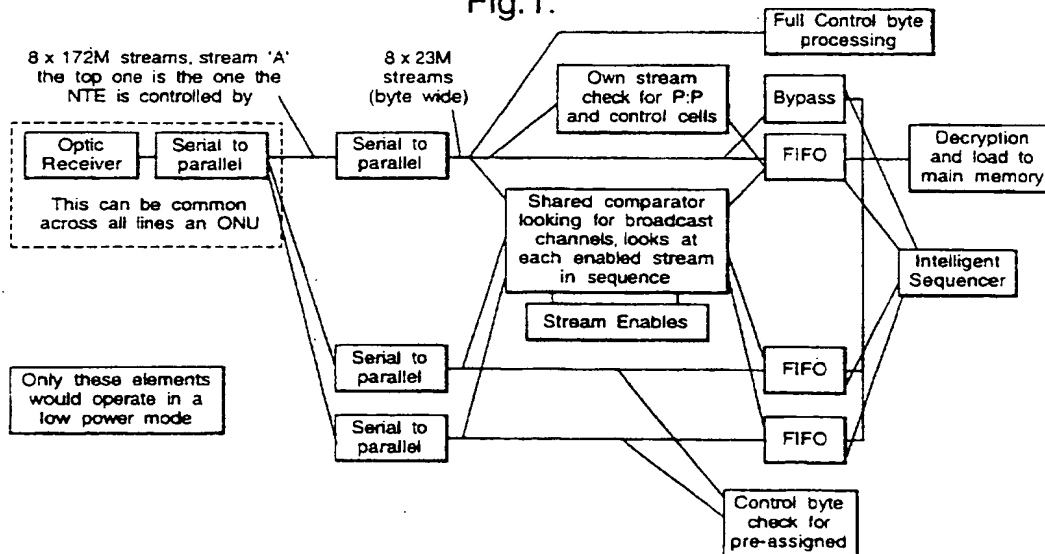 Fig.1.
8 x 172M streams, stream 'A'
the top one is the one the
NTE is controlled by
8 x 23M
streams
(byte wide)
Full Control byte
processing
Own stream
check for P:P
and control cells
Bypass
Optic
Receiver
Serial to
parallel
This can be common
across all lines an ONU
Serial to
parallel
FIFO
Decryption
and load to
main memory
Shared comparator
looking for broadcast
channels, looks at
each enabled stream
in sequence
Stream Enables
Intelligent
Sequencer
Only these elements
would operate in a
low power mode
Serial to
parallel
FIFO
Serial to
parallel
FIFO
Control byte
check for
pre-assigned